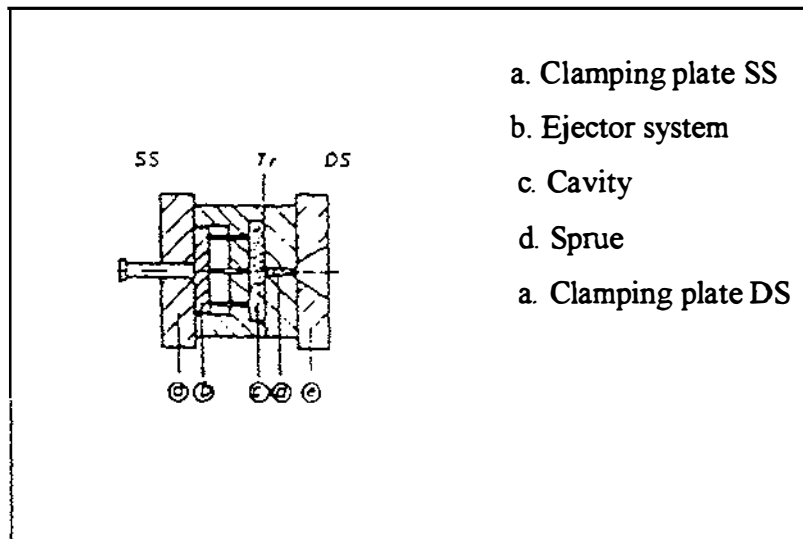 a. Clamping plate SS
b. Ejector system
c. Cavity
d. Sprue
a. Clamping plate DS
SS Tr DS
a b c d e